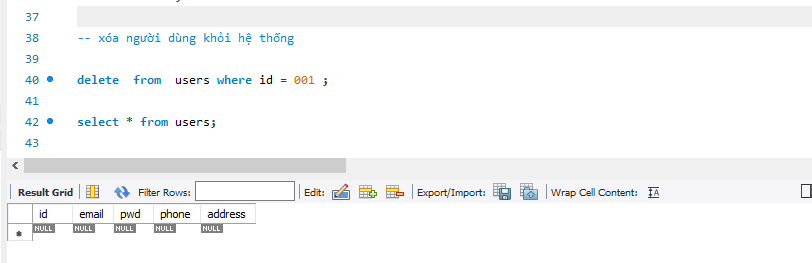 37
38 -- xóa người dùng khỏi hệ thống
39
40 delete from users where id = 001 ;
41
42 select * from users;
43
Result Grid Filter Rows: Edit: Export/Import: Wrap Cell Content:
id email pwd phone address
NULL NULL NULL NULL NULL